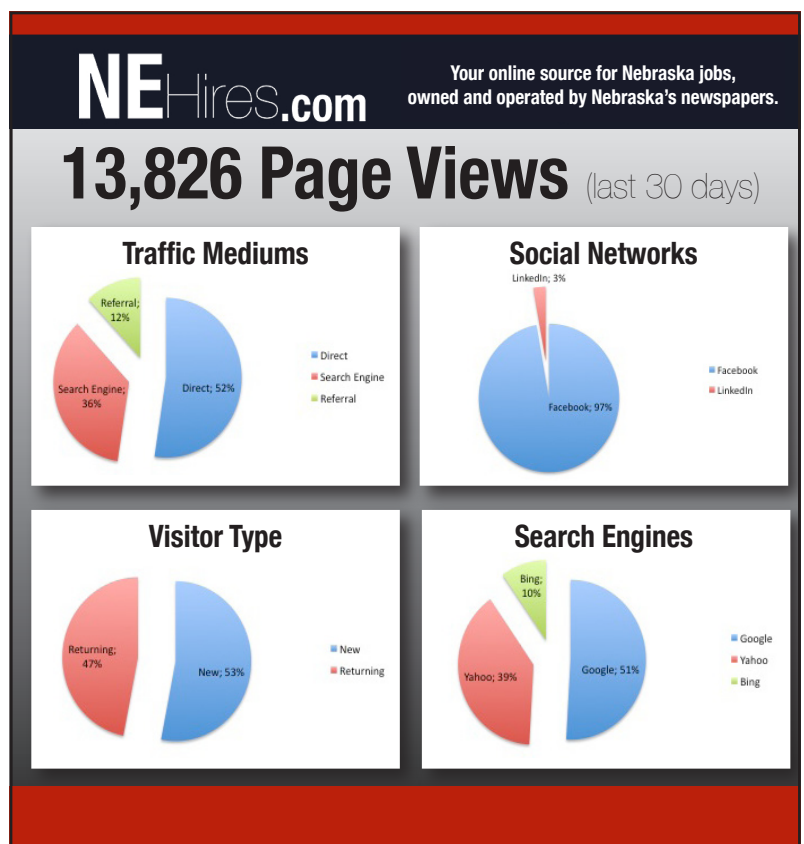 NEHires.com
Your online source for Nebraska jobs,
owned and operated by Nebraska's newspapers.
13,826 Page Views (last 30 days)
Traffic Mediums
Referral;
12%
Search Engine;
36%
Direct; 52%
Direct
Search Engine
Referral
Social Networks
LinkedIn; 3%
Facebook; 97%
Facebook
LinkedIn
Visitor Type
Returning;
47%
New; 53%
New
Returning
Search Engines
Bing;
10%
Yahoo; 39%
Google; 51%
Google
Yahoo
Bing